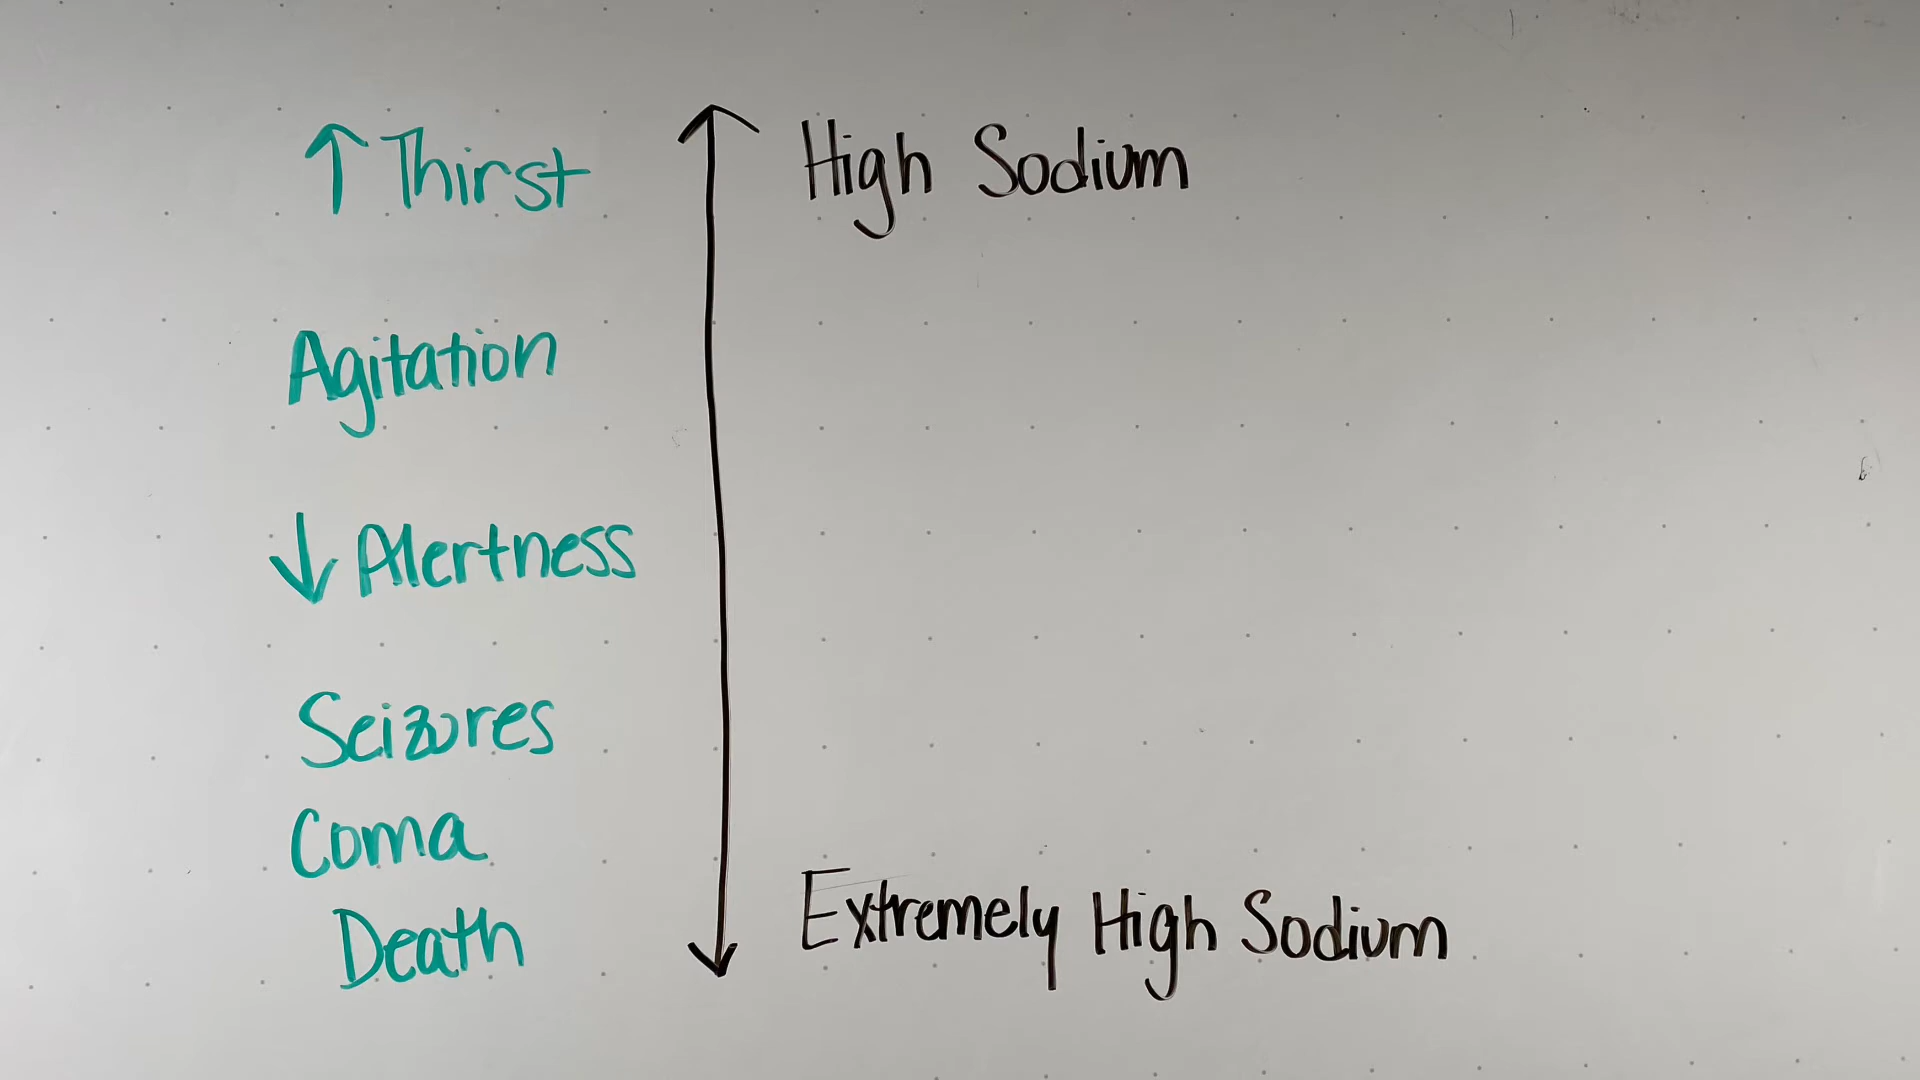 ↑ Thirst
High Sodium
Agitation
↓ Alertness
Seizures
Coma
Death
Extremely High Sodium